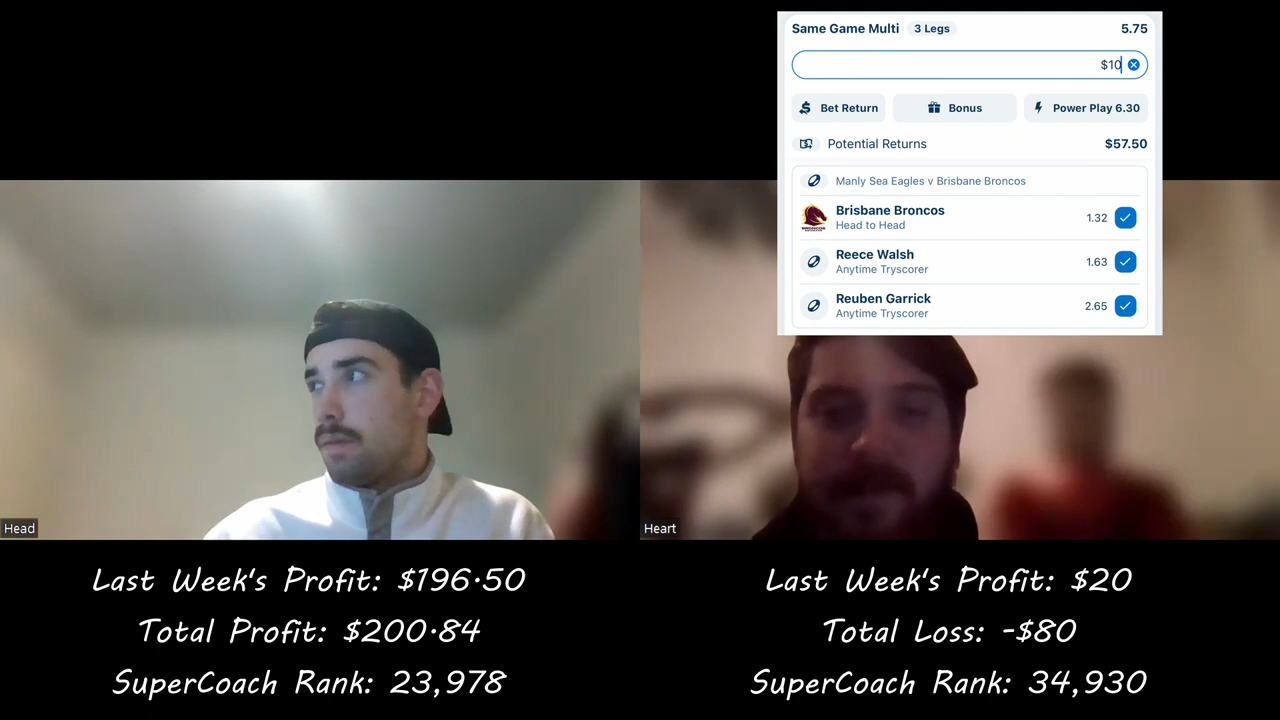 Same Game Multi 3 Legs 5.75
$10
Bet Return Bonus Power Play 6.30
Potential Returns $57.50
Manly Sea Eagles v Brisbane Broncos
Brisbane Broncos
Head to Head 1.32
Reece Walsh
Anytime Tryscorer 1.63
Reuben Garrick
Anytime Tryscorer 2.65
Head
Heart
Last Week's Profit: $196.50
Total Profit: $200.84
SuperCoach Rank: 23,978
Last Week's Profit: $20
Total Loss: -$80
SuperCoach Rank: 34,930